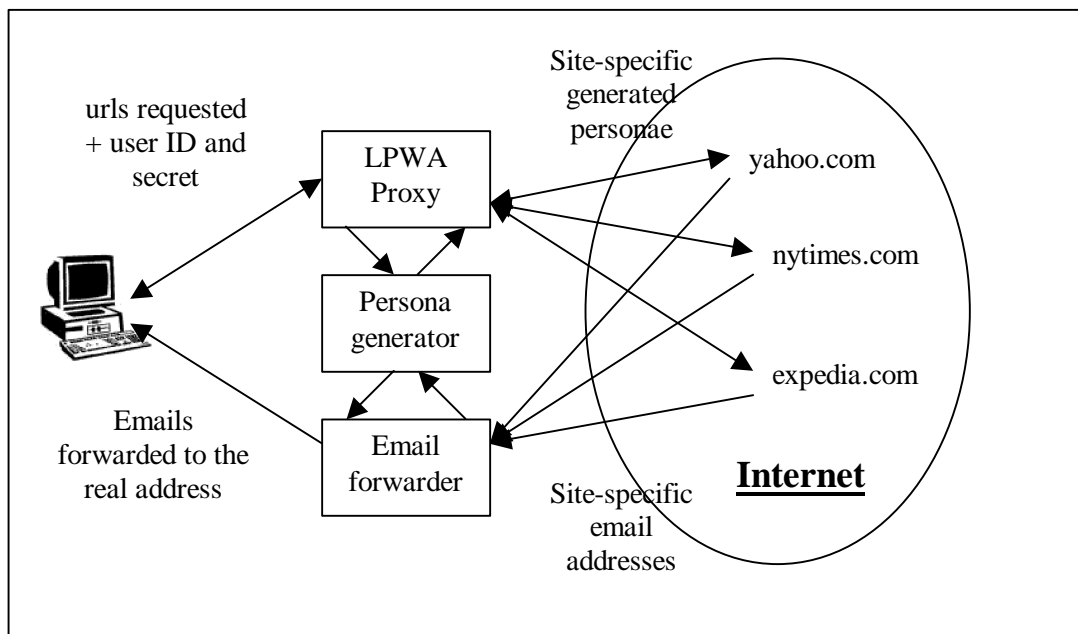 urls requested
+ user ID and
secret
LPWA
Proxy
Site-specific
generated
personae
yahoo.com
nytimes.com
expedia.com
Persona
generator
Emails
forwarded to the
real address
Email
forwarder
Site-specific
email
addresses
Internet